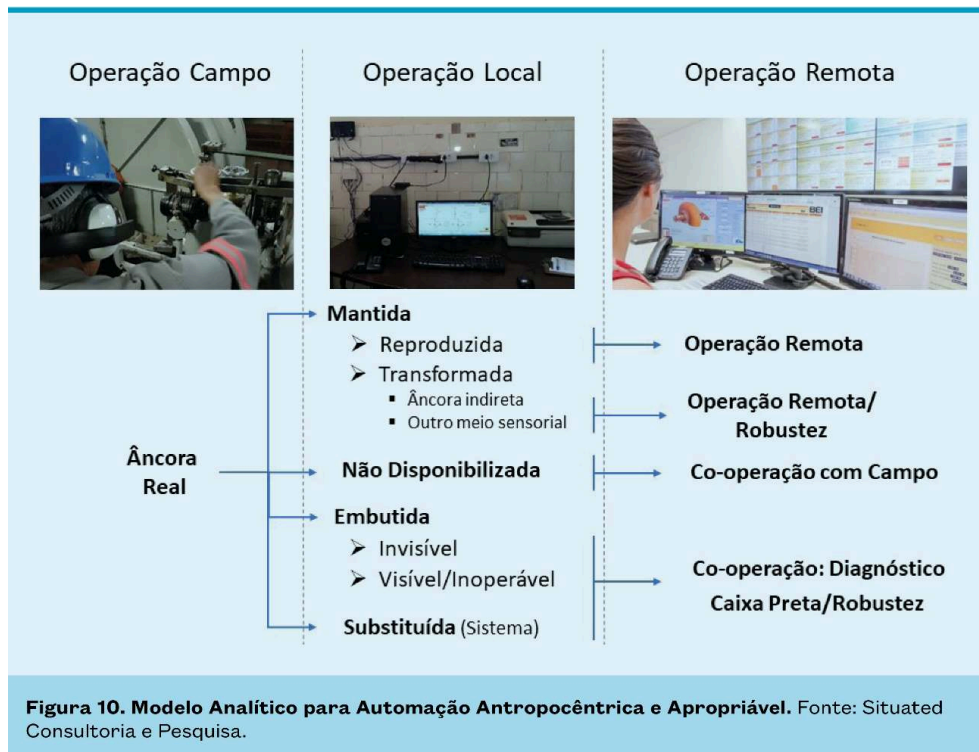 Operação Campo
Operação Local
Operação Remota
Mantida
➢ Reproduzida
➢ Transformada
▪ Âncora indireta
▪ Outro meio sensorial
Operação Remota
Operação Remota/
Robustez
Âncora
Real
Não Disponibilizada
Co-operação com Campo
Embutida
➢ Invisível
➢ Visível/Inoperável
Co-operação: Diagnóstico
Caixa Preta/Robustez
Substituída (Sistema)
Figura 10. Modelo Analítico para Automação Antropocêntrica e Apropriável. Fonte: Situated
Consultoria e Pesquisa.